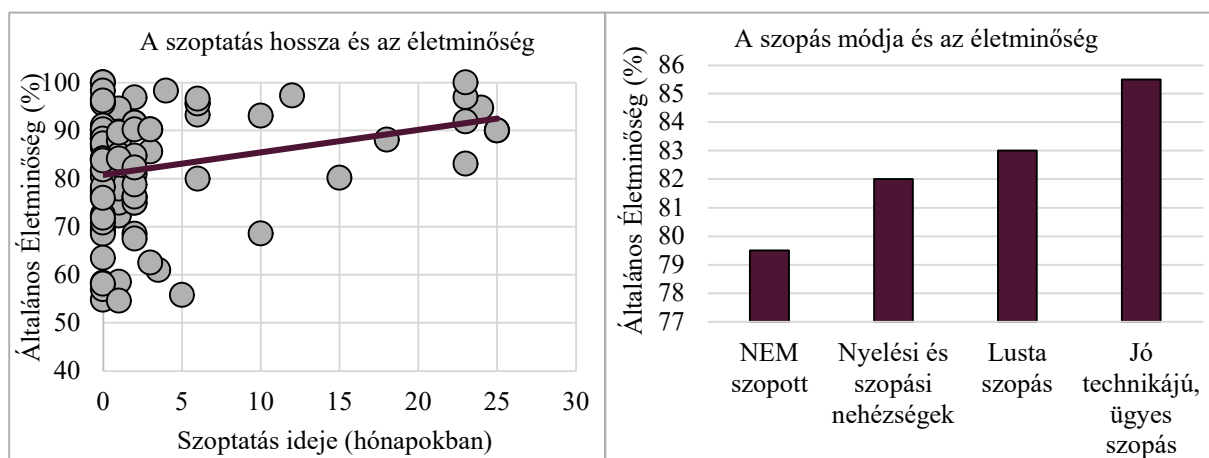 A szoptatás hossza és az életminőség
Általános Életminőség (%)
100
90
80
70
60
50
40
0 5 10 15 20 25 30
Szoptatás ideje (hónapokban)
A szopás módja és az életminőség
Általános Életminőség (%)
86
85
84
83
82
81
80
79
78
77
NEM
szopott
Nyelési és
szopási
nehézségek
Lusta
szopás
Jó
technikájú,
ügyes
szopás